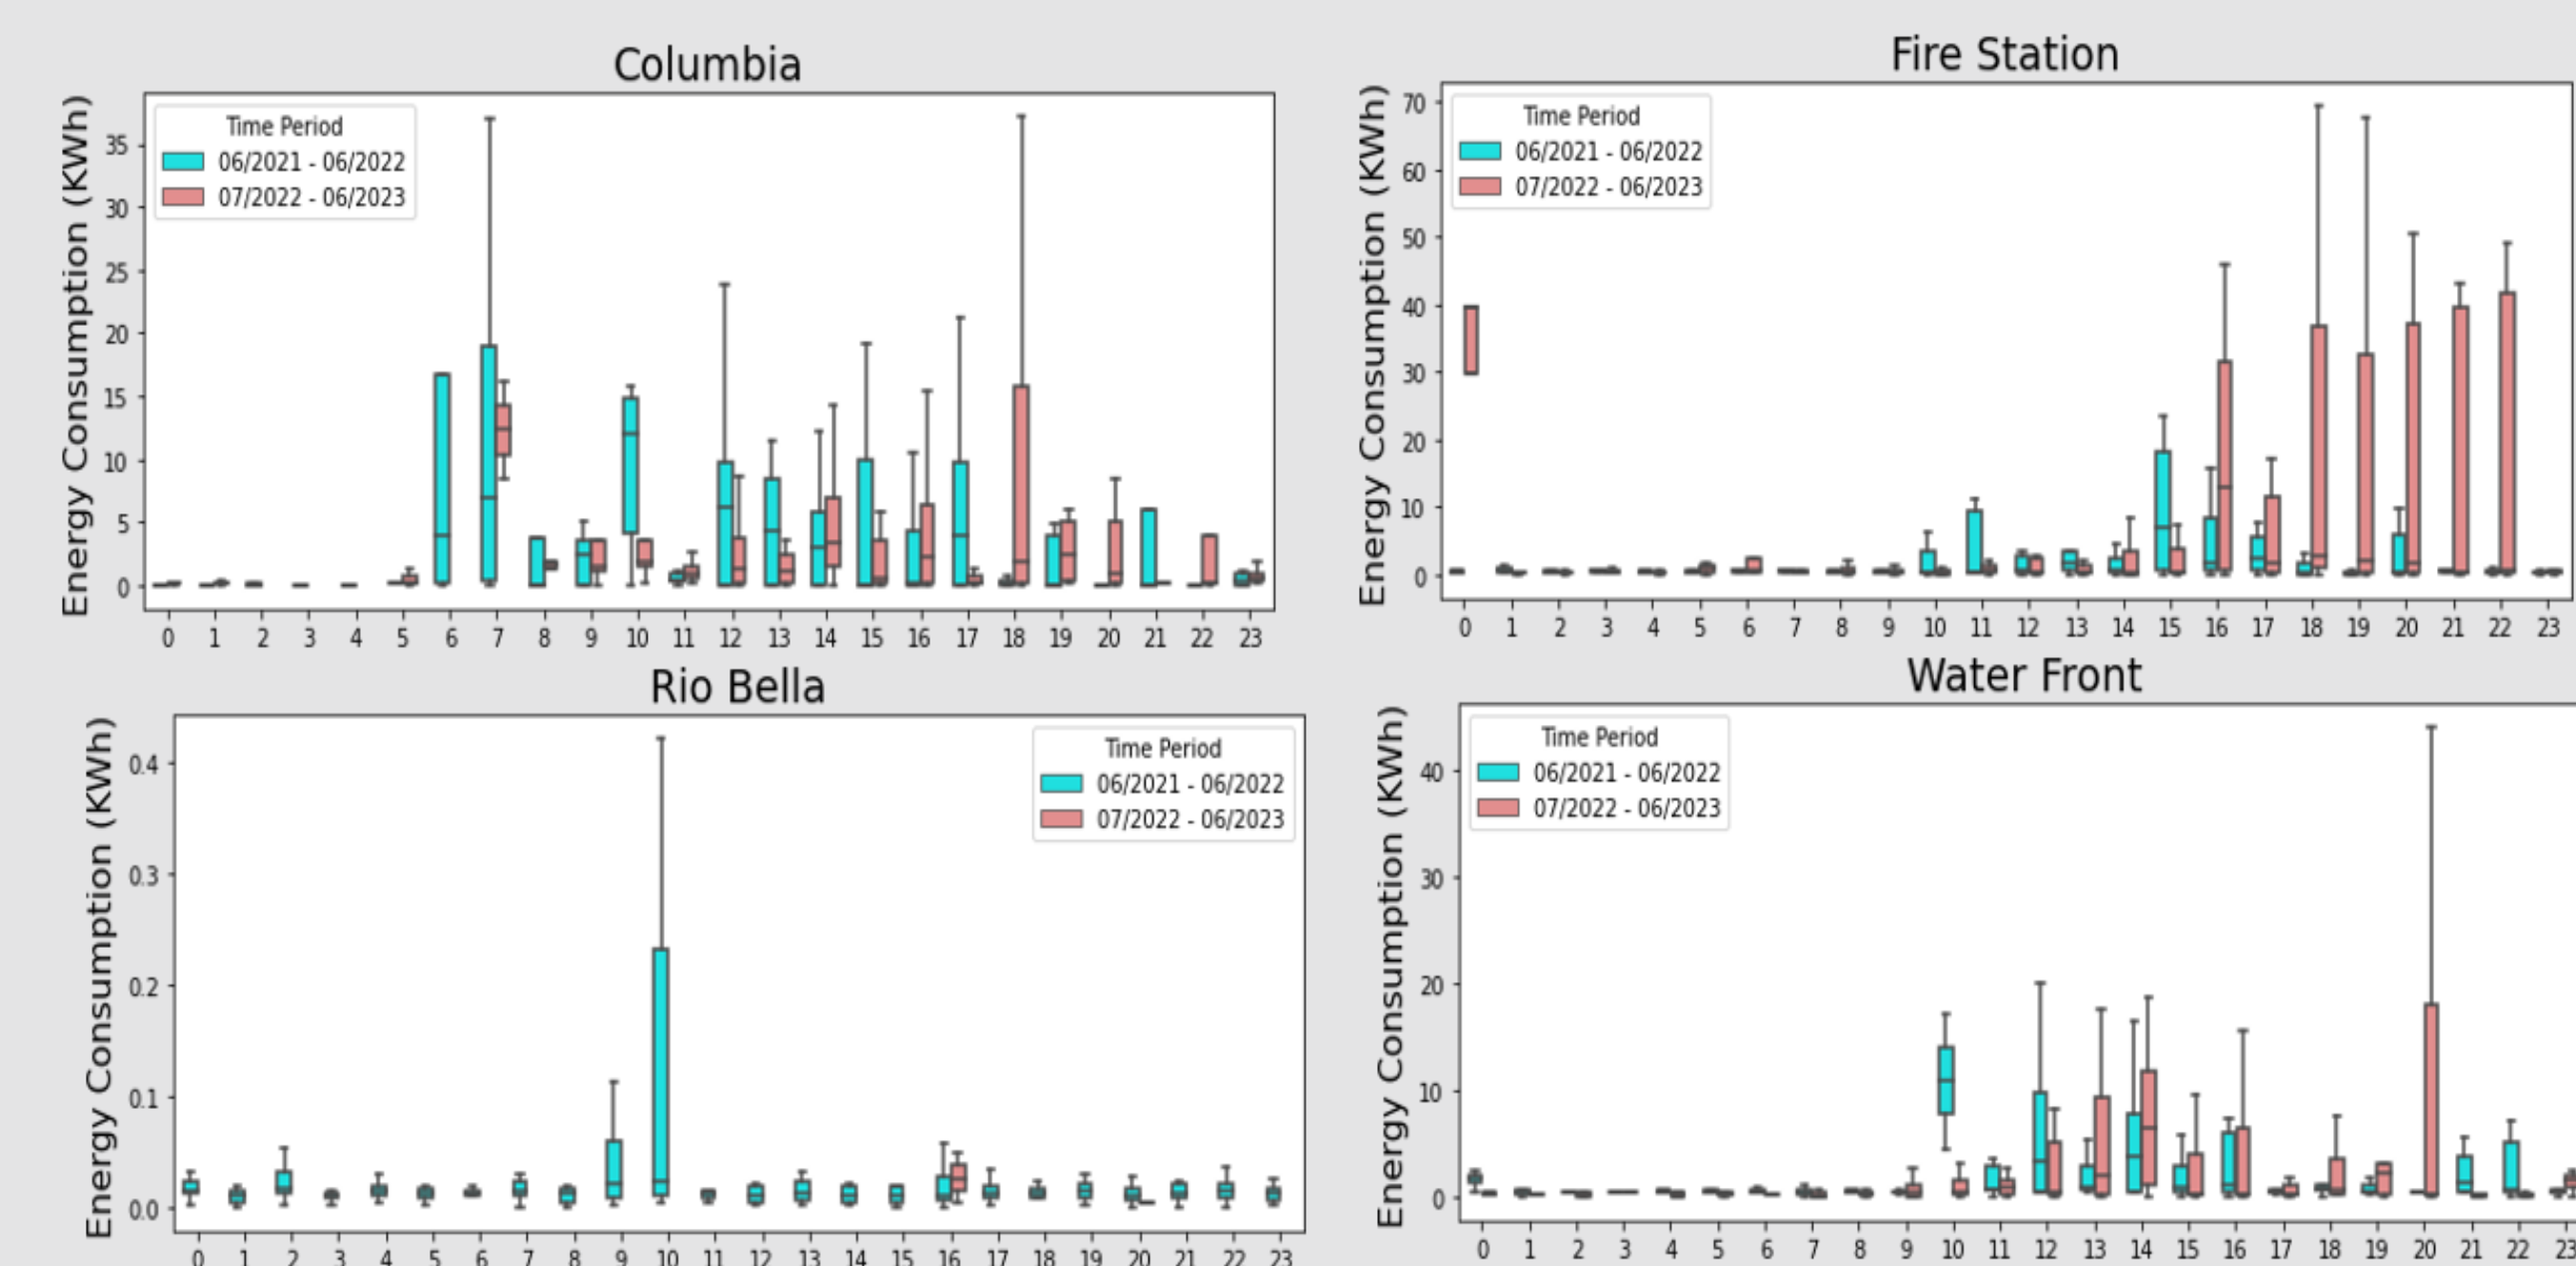 Columbia
Energy Consumption (KWh)
Time Period
06/2021 - 06/2022
07/2022 - 06/2023
35
30
25
20
15
10
5
0
0 1 2 3 4 5 6 7 8 9 10 11 12 13 14 15 16 17 18 19 20 21 22 23
Fire Station
Energy Consumption (KWh)
Time Period
06/2021 - 06/2022
07/2022 - 06/2023
70
60
50
40
30
20
10
0
0 1 2 3 4 5 6 7 8 9 10 11 12 13 14 15 16 17 18 19 20 21 22 23
Rio Bella
Energy Consumption (KWh)
Time Period
06/2021 - 06/2022
07/2022 - 06/2023
0.4
0.3
0.2
0.1
0.0
0 1 2 3 4 5 6 7 8 9 10 11 12 13 14 15 16 17 18 19 20 21 22 23
Water Front
Energy Consumption (KWh)
Time Period
06/2021 - 06/2022
07/2022 - 06/2023
40
30
20
10
0
0 1 2 3 4 5 6 7 8 9 10 11 12 13 14 15 16 17 18 19 20 21 22 23